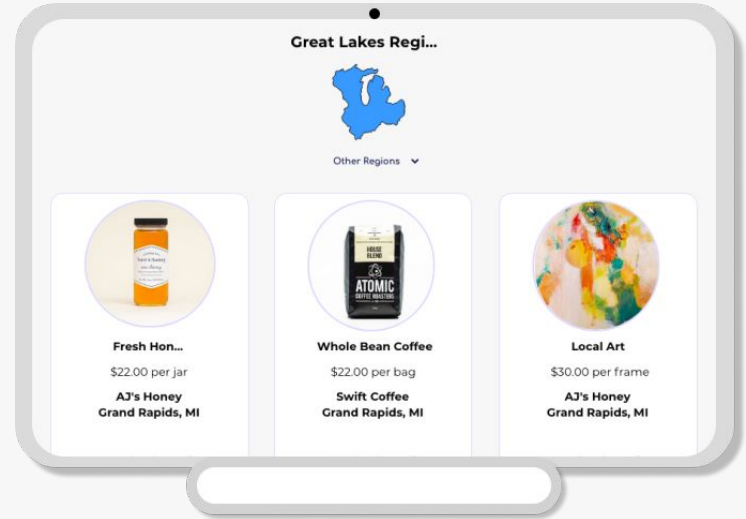 Great Lakes Regi...
Other Regions
HOUSE
BLEND
ATOMIC
COFFEE ROASTERS
Fresh Hon...
Whole Bean Coffee
Local Art
$22.00 per jar
$22.00 per bag
$30.00 per frame
AJ's Honey
Swift Coffee
AJ's Honey
Grand Rapids, MI
Grand Rapids, MI
Grand Rapids, MI